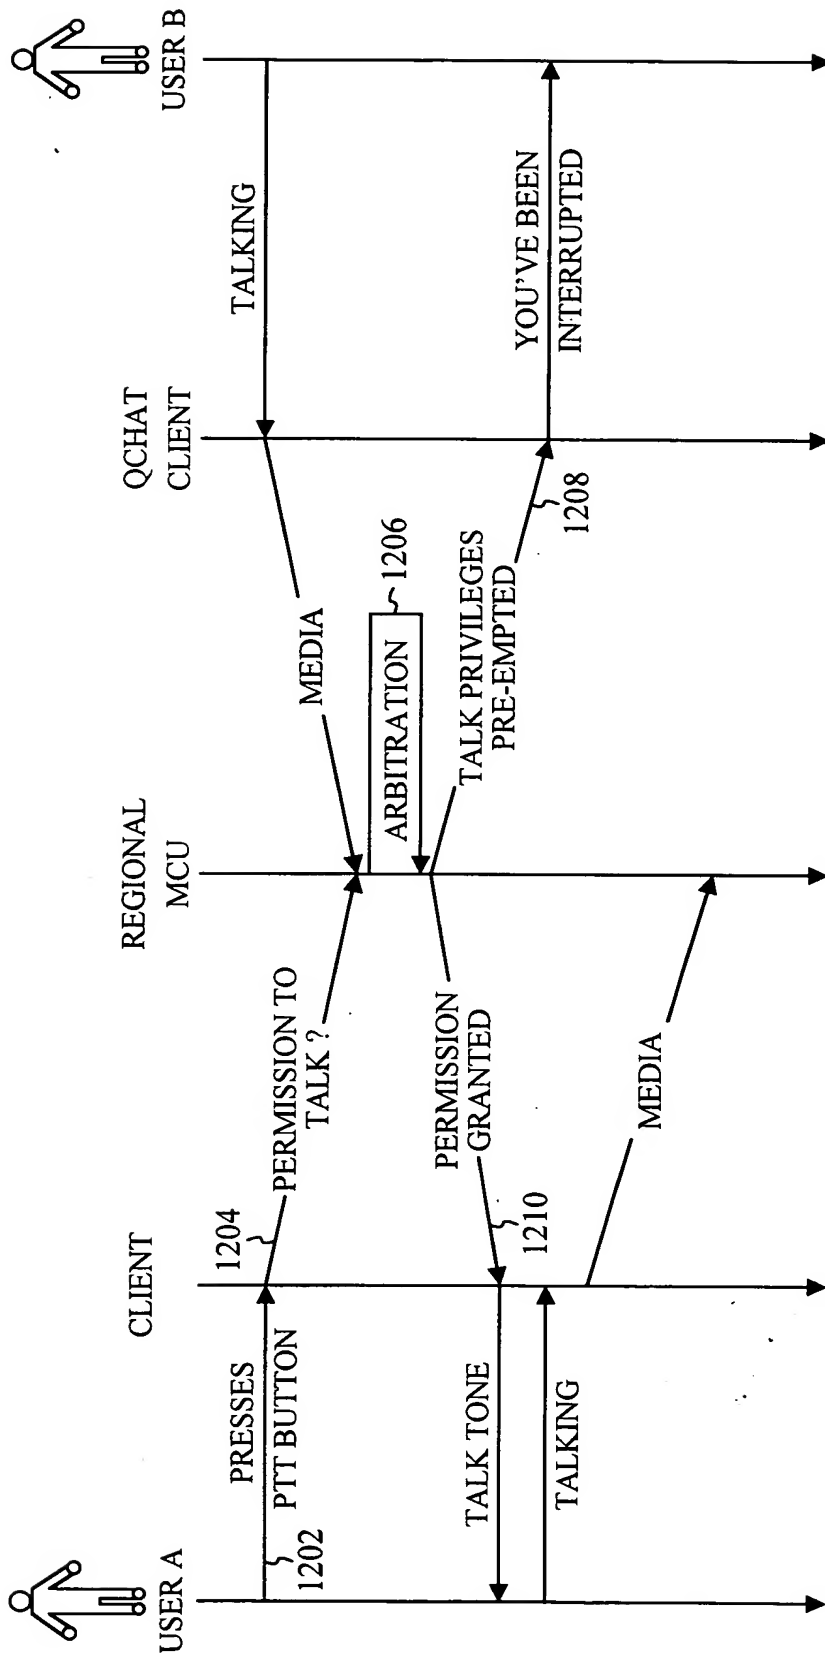 USER A
CLIENT
REGIONAL
MCU
QCHAT
CLIENT
USER B
PRESSES
PTT BUTTON
1202
1204
PERMISSION TO
TALK ?
MEDIA
TALKING
ARBITRATION
1206
PERMISSION
GRANTED
1210
TALK PRIVILEGES
PRE-EMPTED
1208
YOU'VE BEEN
INTERRUPTED
TALK TONE
TALKING
MEDIA